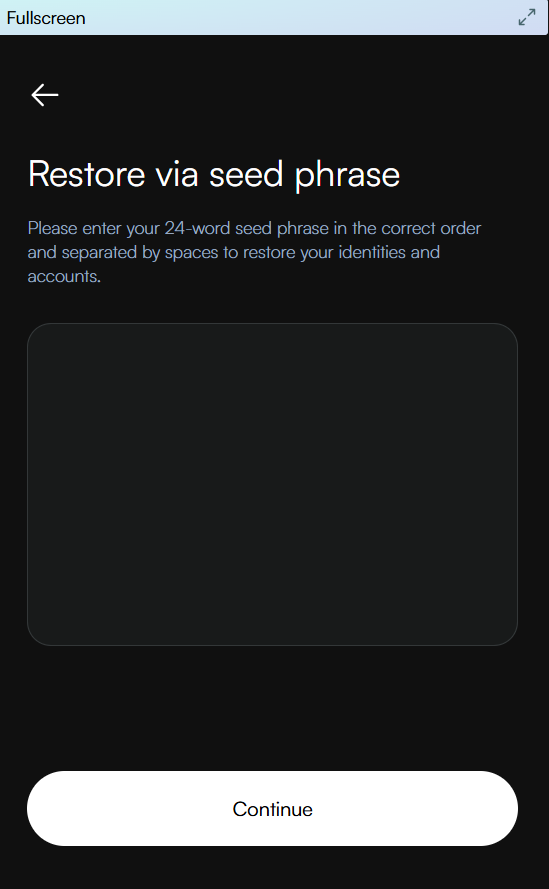 Fullscreen
Restore via seed phrase
Please enter your 24-word seed phrase in the correct order
and separated by spaces to restore your identities and
accounts.
Continue